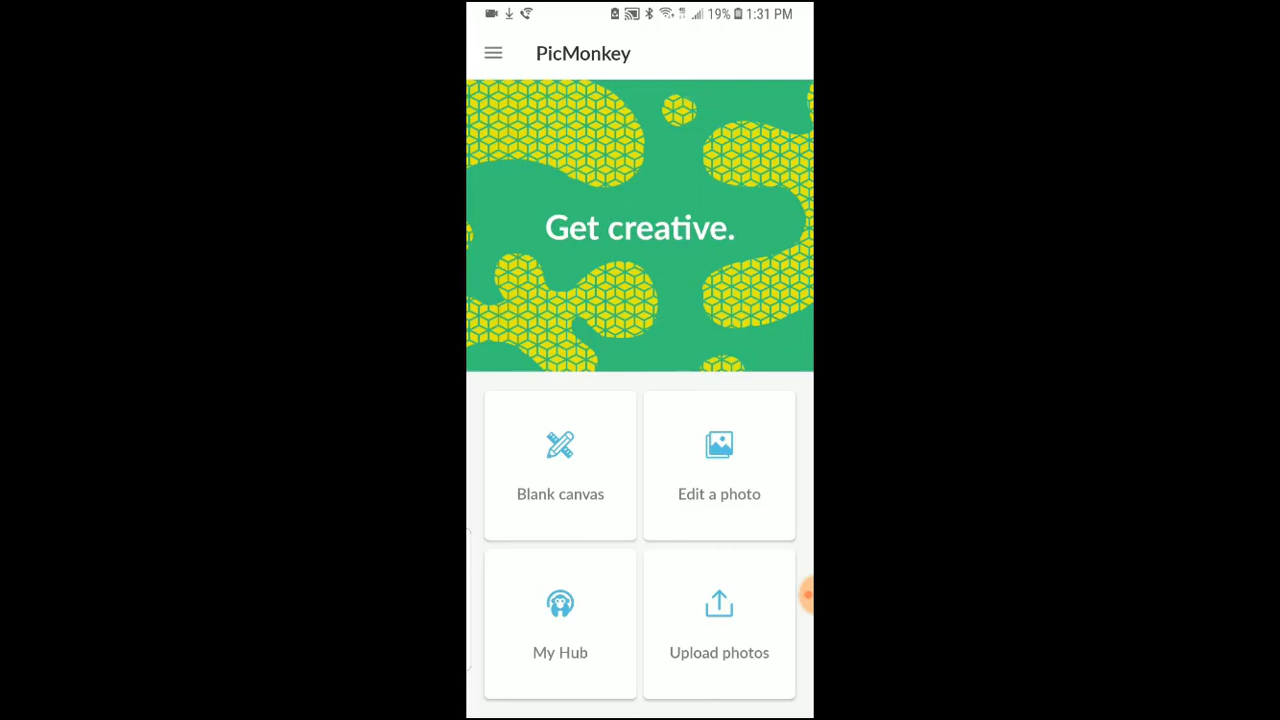 19% 1:31 PM
PicMonkey
Get creative.
Blank canvas
Edit a photo
My Hub
Upload photos